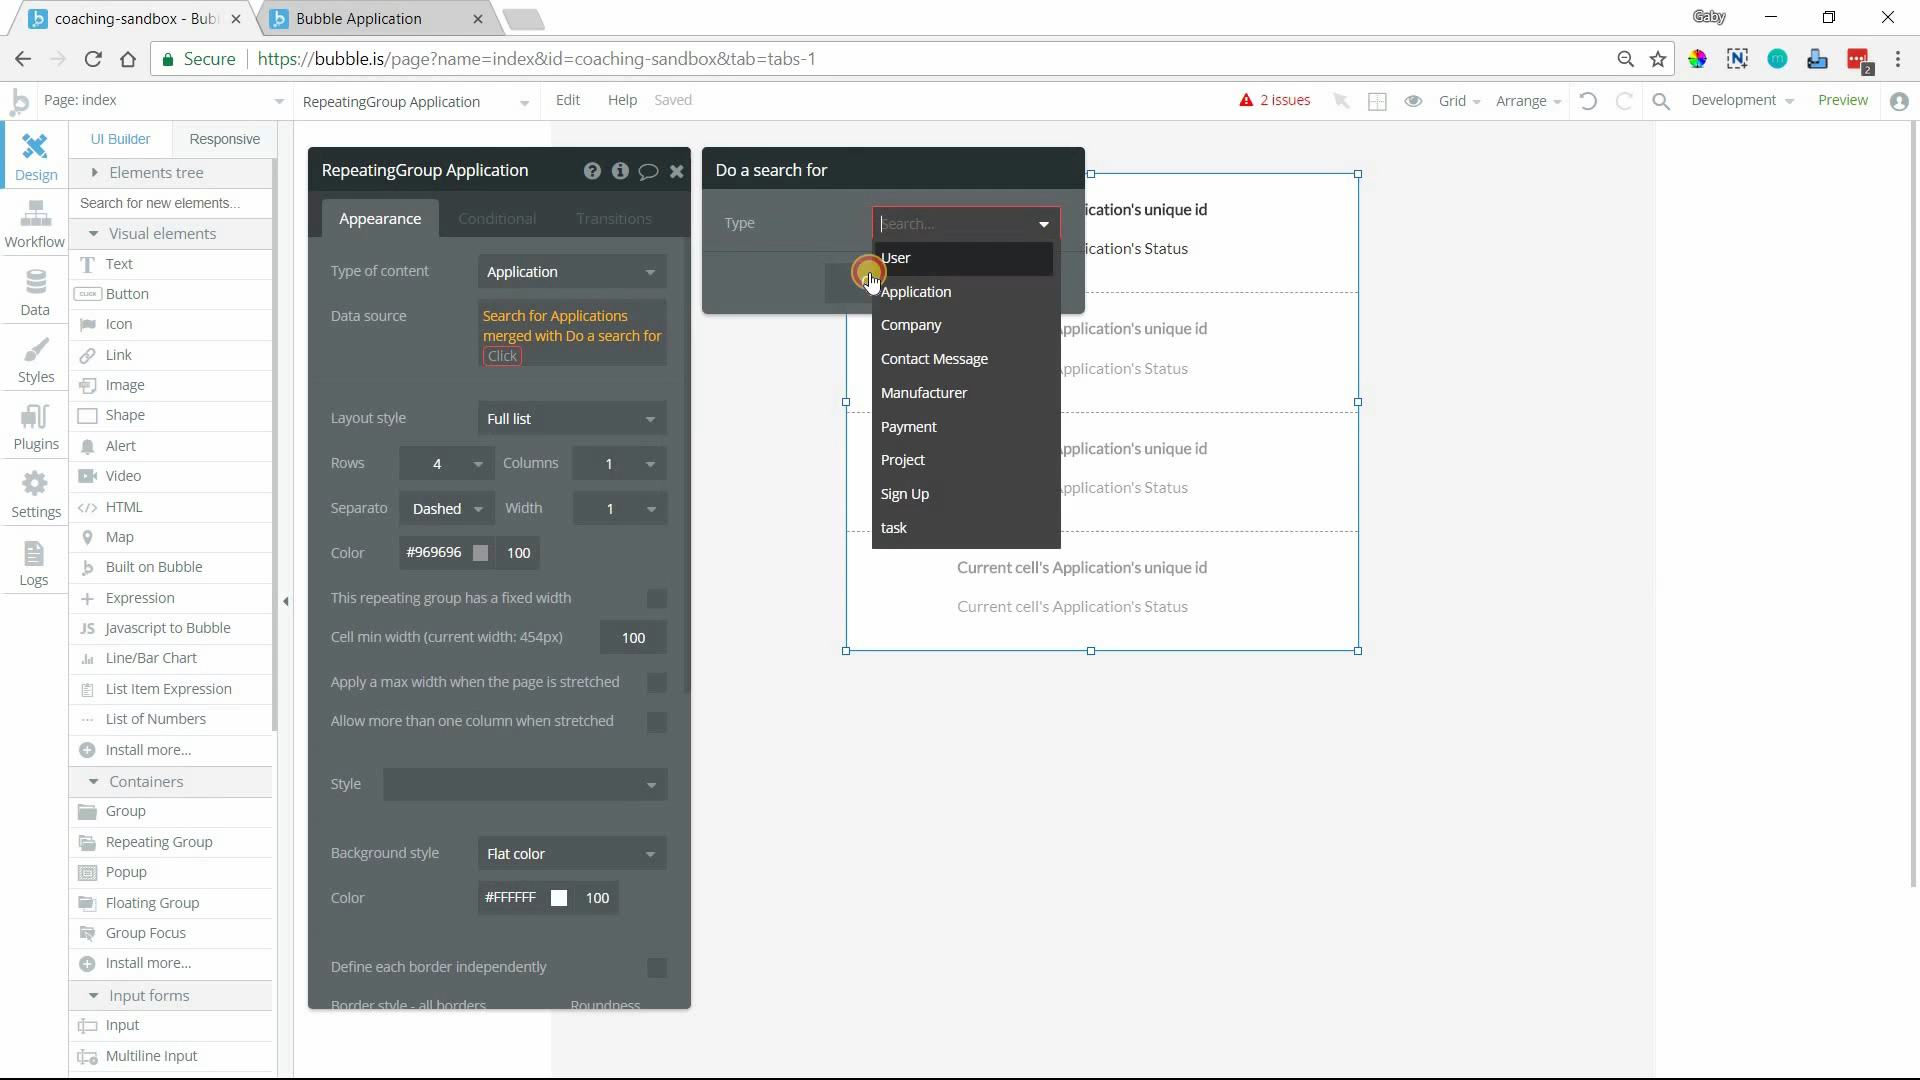 coaching-sandbox - Bub
Bubble Application
Gaby
Secure
https://bubble.is/page?name=index&id=coaching-sandbox&tab=tabs-1
2
Page: index
RepeatingGroup Application
Edit
Help
Saved
2 issues
Grid
Arrange
Development
Preview
Design
Workflow
Data
Styles
Plugins
Settings
Logs
UI Builder
Responsive
Elements tree
Search for new elements...
Visual elements
Text
CLICK
Button
Icon
Link
Image
Shape
Alert
Video
HTML
Map
Built on Bubble
Expression
JS Javascript to Bubble
Line/Bar Chart
List Item Expression
List of Numbers
Install more...
Containers
Group
Repeating Group
Popup
Floating Group
Group Focus
Install more...
Input forms
Input
Multiline Input
RepeatingGroup Application
Appearance
Conditional
Transitions
Type of content
Application
Data source
Search for Applications
merged with Do a search for
Click
Layout style
Full list
Rows
4
Columns
1
Separato
Dashed
Width
1
Color
#969696
100
This repeating group has a fixed width
Cell min width (current width: 454px)
100
Apply a max width when the page is stretched
Allow more than one column when stretched
Style
Background style
Flat color
Color
#FFFFFF
100
Define each border independently
Border style - all borders
Roundness
Do a search for
Type
Search...
User
Application
Company
Contact Message
Manufacturer
Payment
Project
Sign Up
task
ication's unique id
ication's Status
pplication's unique id
pplication's Status
pplication's unique id
pplication's Status
Current cell's Application's unique id
Current cell's Application's Status